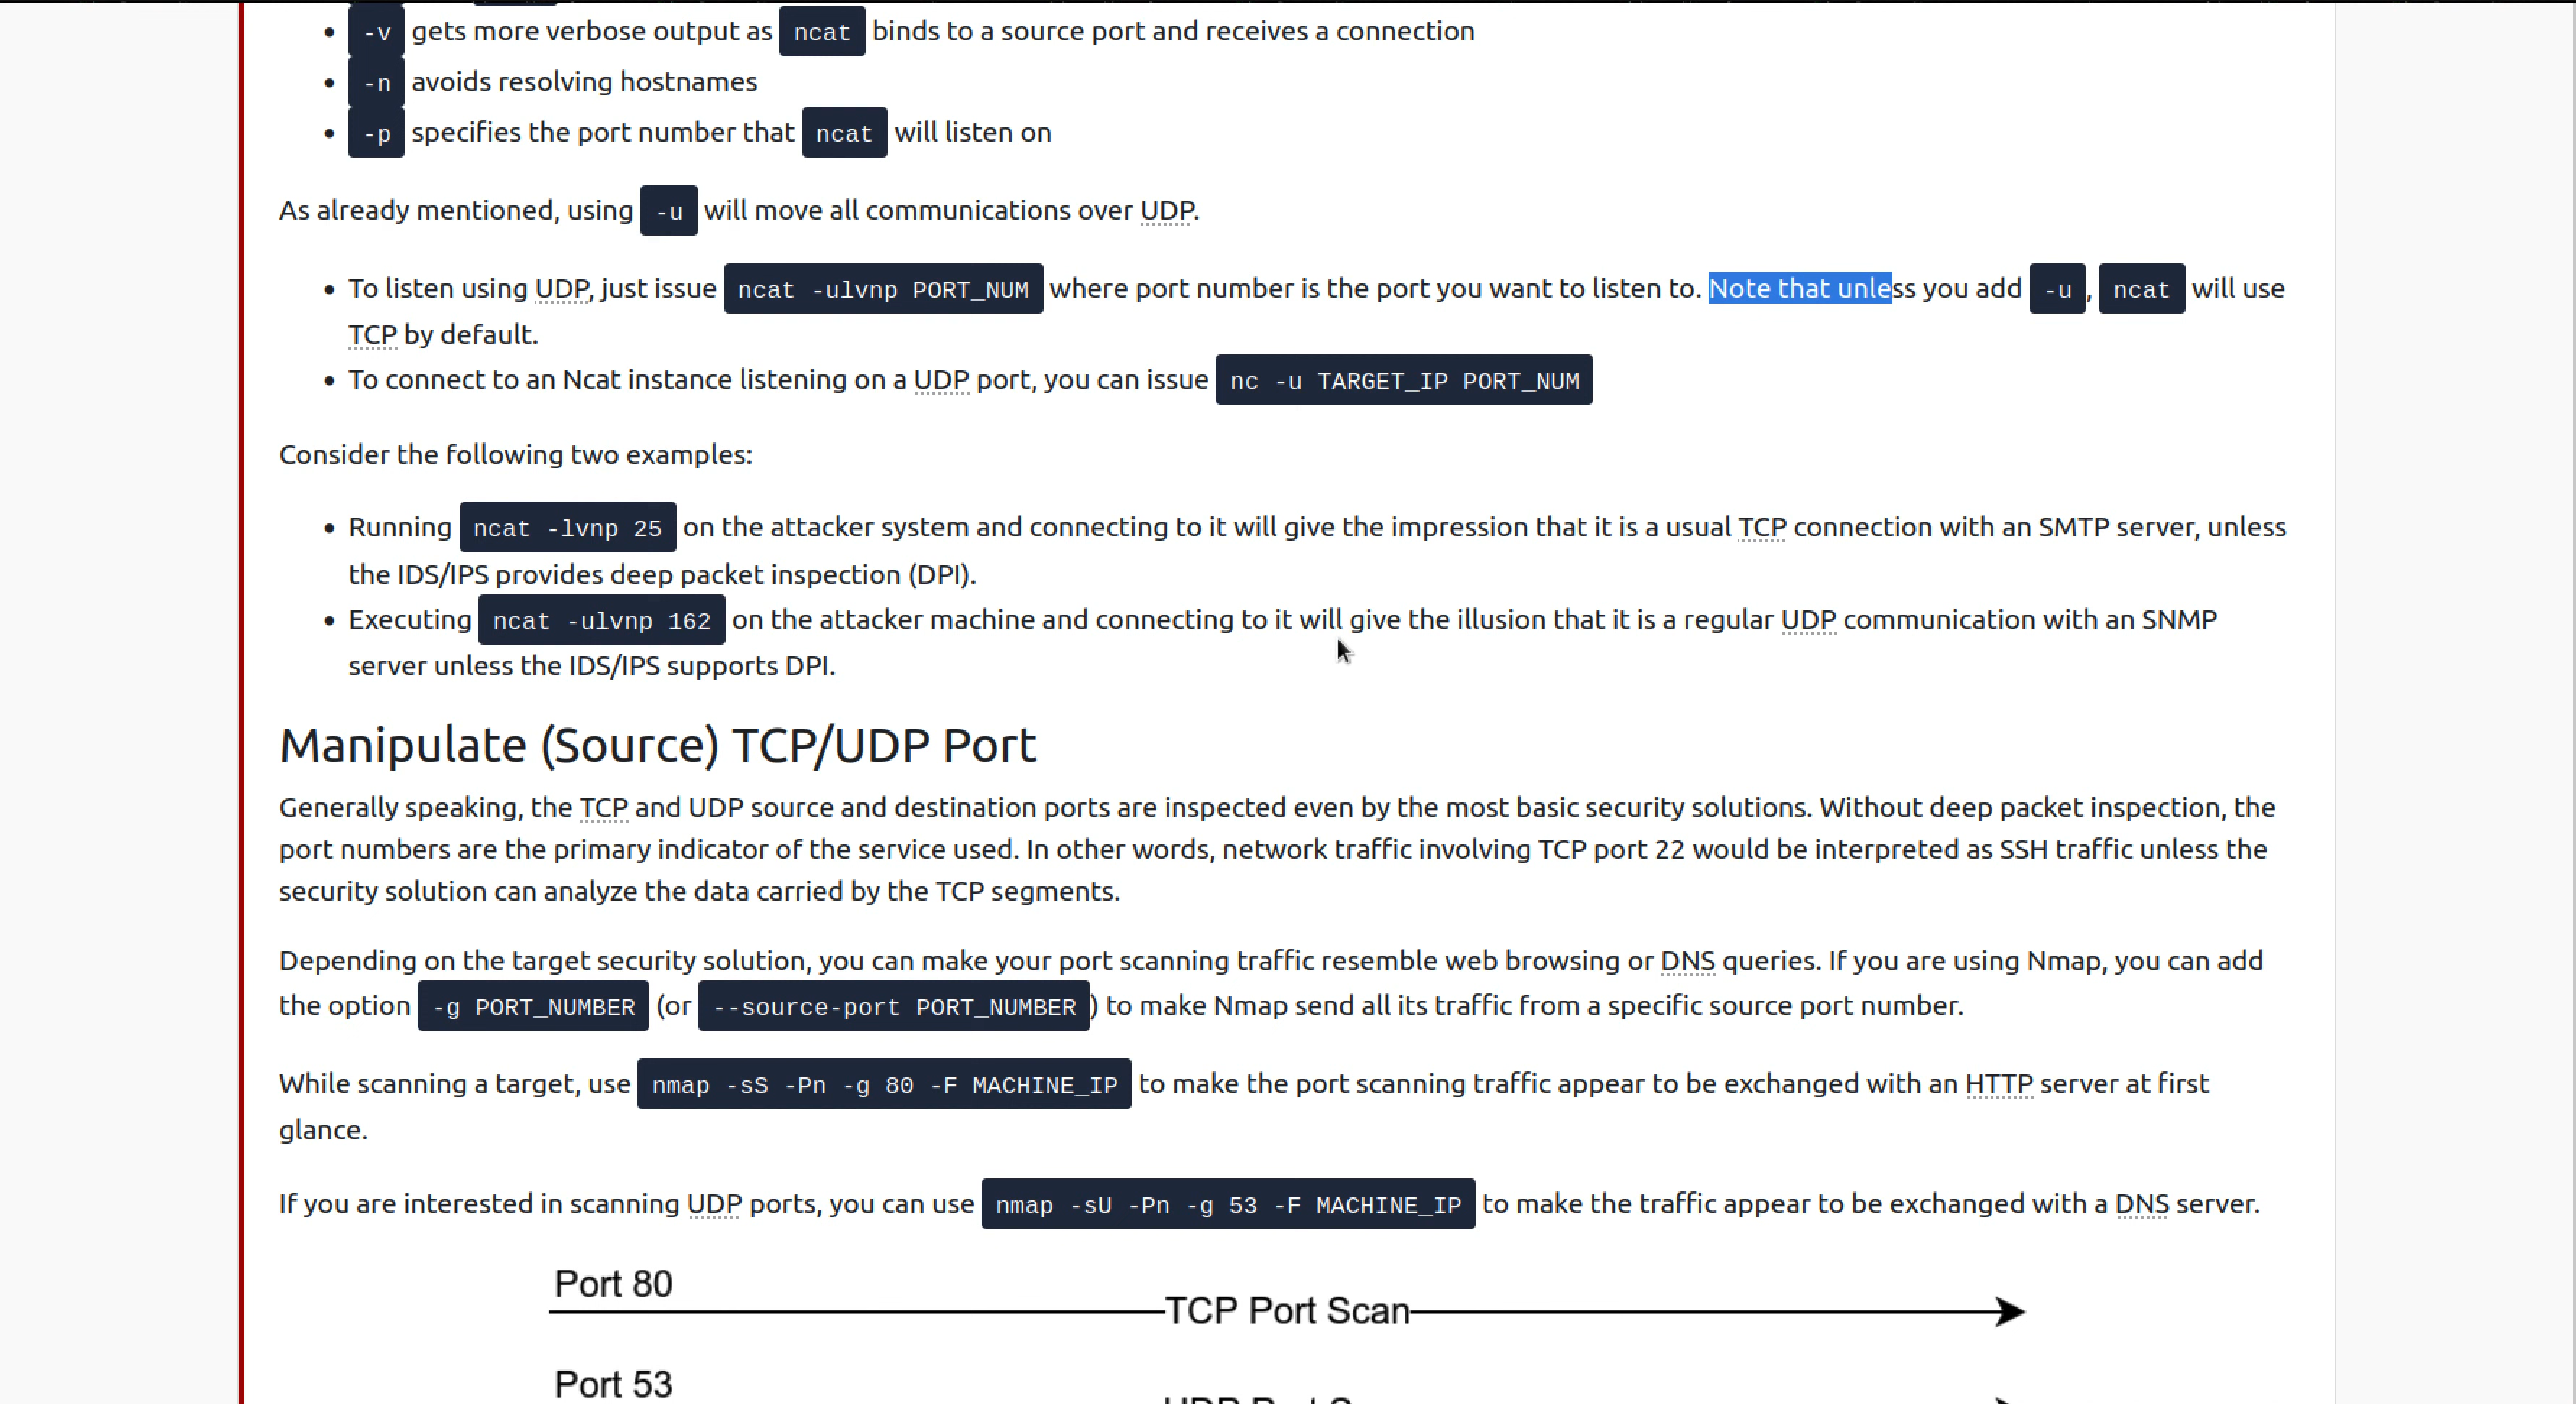 -v gets more verbose output as ncat binds to a source port and receives a connection
-n avoids resolving hostnames
-p specifies the port number that ncat will listen on
As already mentioned, using -u will move all communications over UDP.
To listen using UDP, just issue ncat -ulvnp PORT_NUM where port number is the port you want to listen to. Note that unless you add -u, ncat will use
TCP by default.
To connect to an Ncat instance listening on a UDP port, you can issue nc -u TARGET_IP PORT_NUM
Consider the following two examples:
Running ncat -lvnp 25 on the attacker system and connecting to it will give the impression that it is a usual TCP connection with an SMTP server, unless
the IDS/IPS provides deep packet inspection (DPI).
Executing ncat -ulvnp 162 on the attacker machine and connecting to it will give the illusion that it is a regular UDP communication with an SNMP
server unless the IDS/IPS supports DPI.
Manipulate (Source) TCP/UDP Port
Generally speaking, the TCP and UDP source and destination ports are inspected even by the most basic security solutions. Without deep packet inspection, the
port numbers are the primary indicator of the service used. In other words, network traffic involving TCP port 22 would be interpreted as SSH traffic unless the
security solution can analyze the data carried by the TCP segments.
Depending on the target security solution, you can make your port scanning traffic resemble web browsing or DNS queries. If you are using Nmap, you can add
the option -g PORT_NUMBER (or --source-port PORT_NUMBER) to make Nmap send all its traffic from a specific source port number.
While scanning a target, use nmap -sS -Pn -g 80 -F MACHINE_IP to make the port scanning traffic appear to be exchanged with an HTTP server at first
glance.
If you are interested in scanning UDP ports, you can use nmap -sU -Pn -g 53 -F MACHINE_IP to make the traffic appear to be exchanged with a DNS server.
Port 80
TCP Port Scan
Port 53